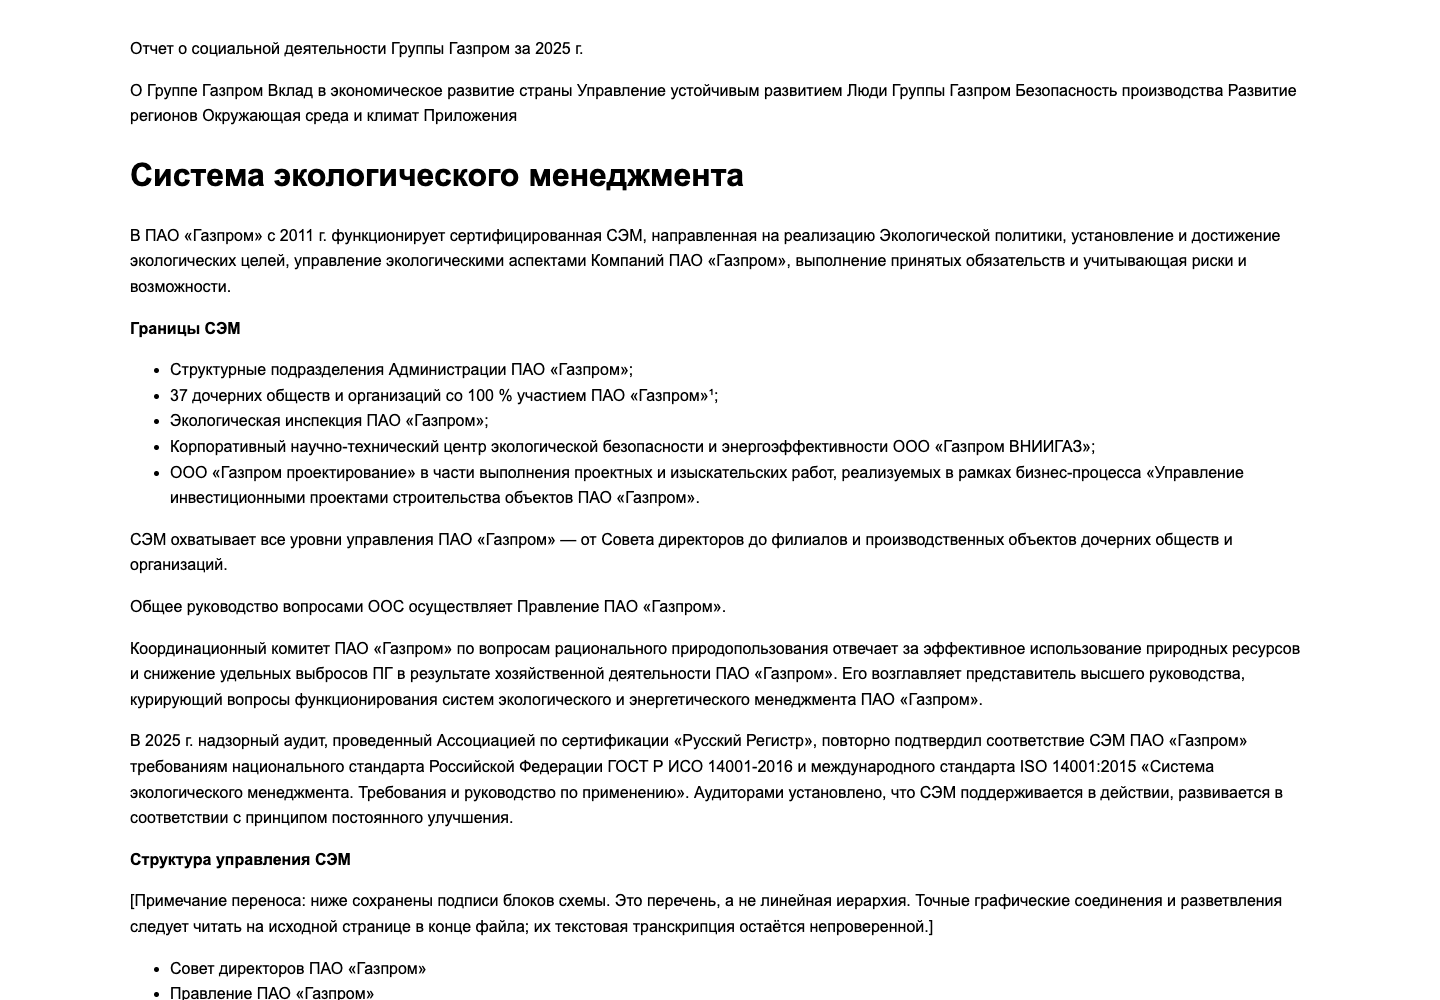 Отчет о социальной деятельности Группы Газпром за 2025 г.
О Группе Газпром Вклад в экономическое развитие страны Управление устойчивым развитием Люди Группы Газпром Безопасность производства Развитие
регионов Окружающая среда и климат Приложения
Система экологического менеджмента
В ПАО «Газпром» с 2011 г. функционирует сертифицированная СЭМ, направленная на реализацию Экологической политики, установление и достижение
экологических целей, управление экологическими аспектами Компаний ПАО «Газпром», выполнение принятых обязательств и учитывающая риски и
возможности.
Границы СЭМ
• Структурные подразделения Администрации ПАО «Газпром»;
• 37 дочерних обществ и организаций со 100 % участием ПАО «Газпром»¹;
• Экологическая инспекция ПАО «Газпром»;
• Корпоративный научно-технический центр экологической безопасности и энергоэффективности ООО «Газпром ВНИИГАЗ»;
• ООО «Газпром проектирование» в части выполнения проектных и изыскательских работ, реализуемых в рамках бизнес-процесса «Управление
инвестиционными проектами строительства объектов ПАО «Газпром».
СЭМ охватывает все уровни управления ПАО «Газпром» — от Совета директоров до филиалов и производственных объектов дочерних обществ и
организаций.
Общее руководство вопросами ООС осуществляет Правление ПАО «Газпром».
Координационный комитет ПАО «Газпром» по вопросам рационального природопользования отвечает за эффективное использование природных ресурсов
и снижение удельных выбросов ПГ в результате хозяйственной деятельности ПАО «Газпром». Его возглавляет представитель высшего руководства,
курирующий вопросы функционирования систем экологического и энергетического менеджмента ПАО «Газпром».
В 2025 г. надзорный аудит, проведенный Ассоциацией по сертификации «Русский Регистр», повторно подтвердил соответствие СЭМ ПАО «Газпром»
требованиям национального стандарта Российской Федерации ГОСТ Р ИСО 14001-2016 и международного стандарта ISO 14001:2015 «Система
экологического менеджмента. Требования и руководство по применению». Аудиторами установлено, что СЭМ поддерживается в действии, развивается в
соответствии с принципом постоянного улучшения.
Структура управления СЭМ
[Примечание переноса: ниже сохранены подписи блоков схемы. Это перечень, а не линейная иерархия. Точные графические соединения и разветвления
следует читать на исходной странице в конце файла; их текстовая транскрипция остаётся непроверенной.]
• Совет директоров ПАО «Газпром»
• Правление ПАО «Газпром»